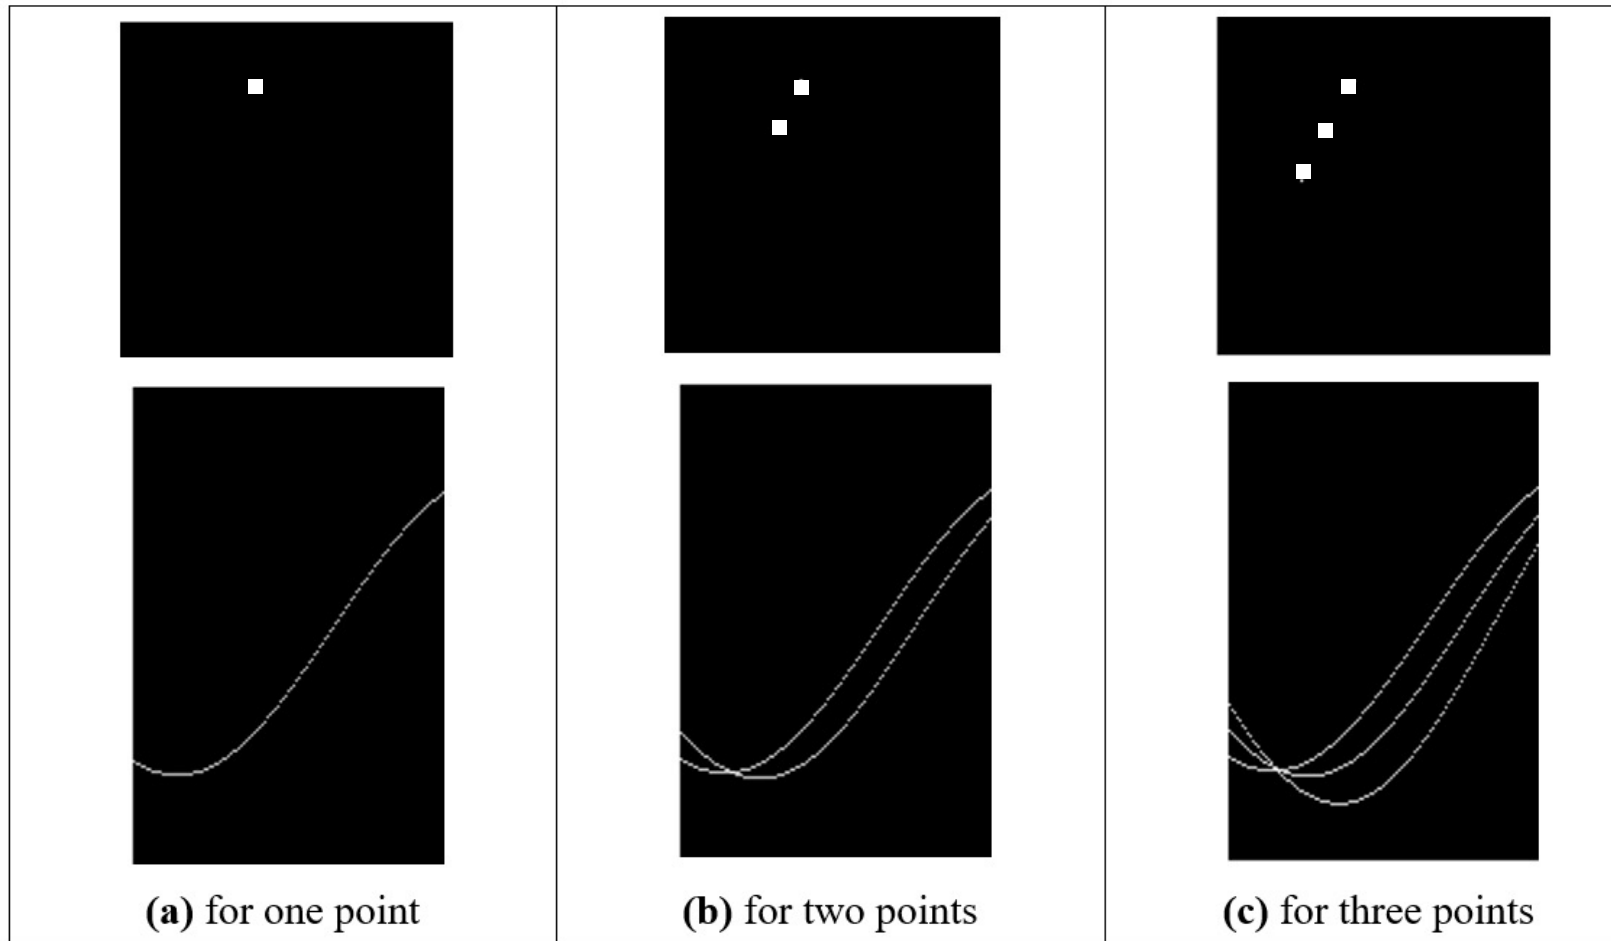 (a) for one point
(b) for two points
(c) for three points